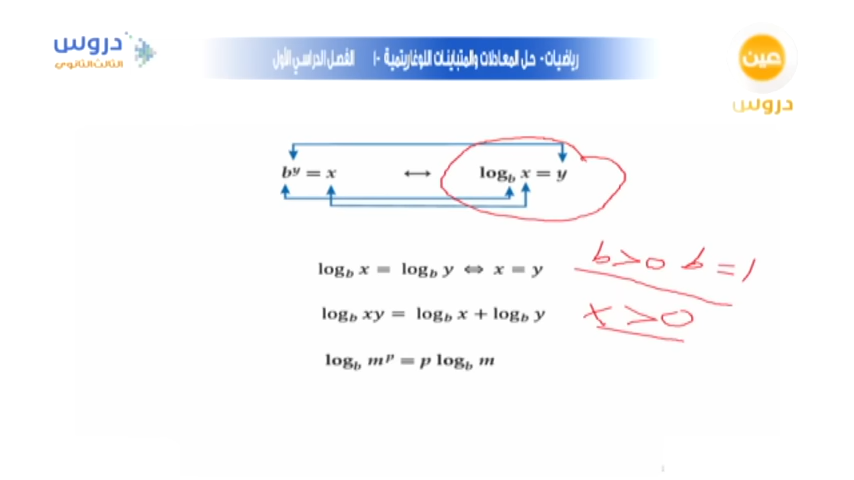 دروس
الثالث الثانوي
رياضيات - حل المعادلات والمتباينات اللوغاريتمية -١ الفصل الدراسي الأول
عين
دروس
b^y = x ⟷ log_b x = y
log_b x = log_b y ⇔ x = y
b>0 b=1
log_b xy = log_b x + log_b y
x>0
log_b m^p = p log_b m